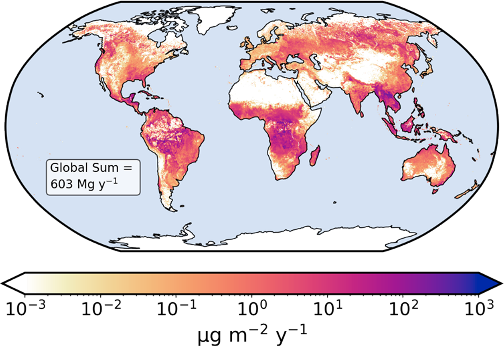 Global Sum =
603 Mg y⁻¹
10⁻³ 10⁻² 10⁻¹ 10⁰ 10¹ 10² 10³
µg m⁻² y⁻¹